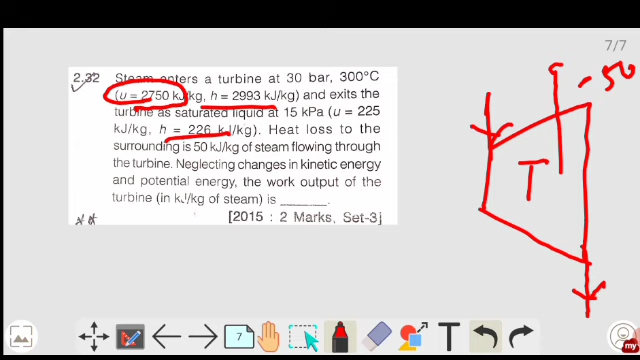 7/7
2.32 Steam enters a turbine at 30 bar, 300°C
(u = 2750 kJ/kg, h = 2993 kJ/kg) and exits the
turbine as saturated liquid at 15 kPa (u = 225
kJ/kg, h = 226 kJ/kg). Heat loss to the
surrounding is 50 kJ/kg of steam flowing through
the turbine. Neglecting changes in kinetic energy
and potential energy, the work output of the
turbine (in kJ/kg of steam) is ______.
[2015 : 2 Marks, Set-3]
- 50
T
7
T
my